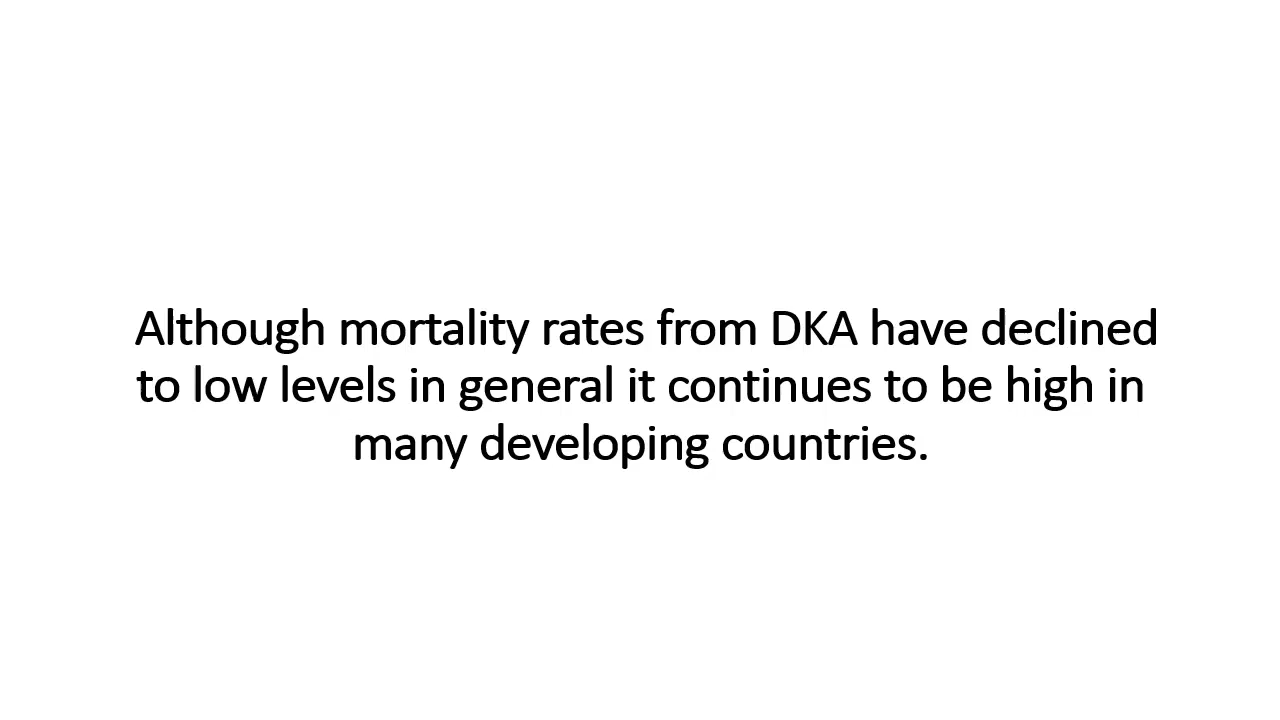 Although mortality rates from DKA have declined
to low levels in general it continues to be high in
many developing countries.